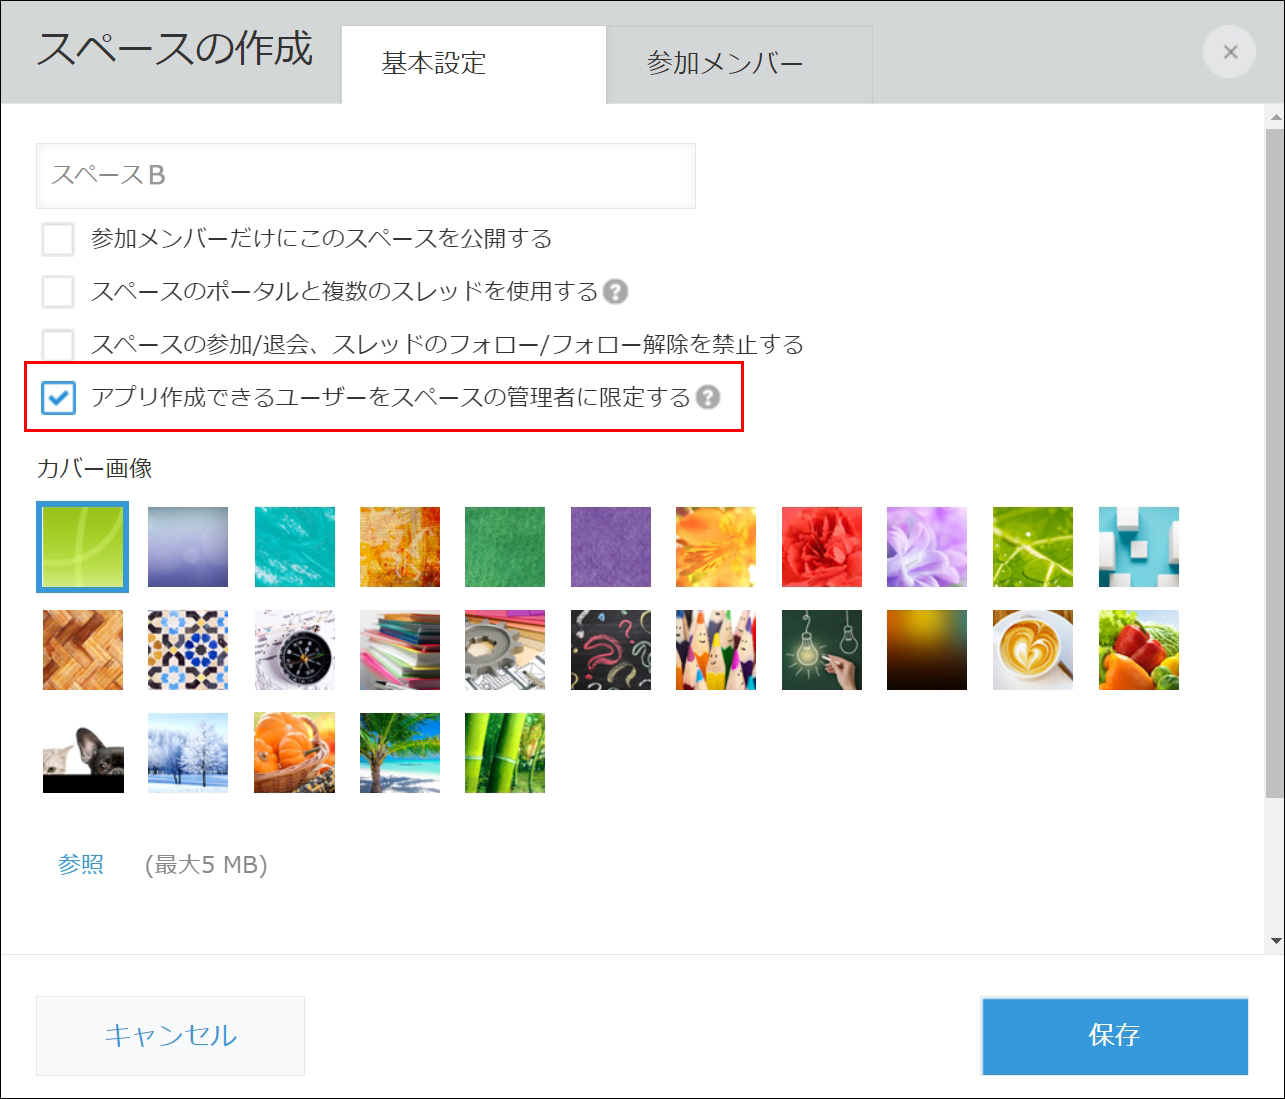 スペースの作成
基本設定
参加メンバー
スペースB
参加メンバーだけにこのスペースを公開する
スペースのポータルと複数のスレッドを使用する?
スペースの参加/退会、スレッドのフォロー/フォロー解除を禁止する
アプリ作成できるユーザーをスペースの管理者に限定する?
カバー画像
参照 (最大5 MB)
キャンセル
保存